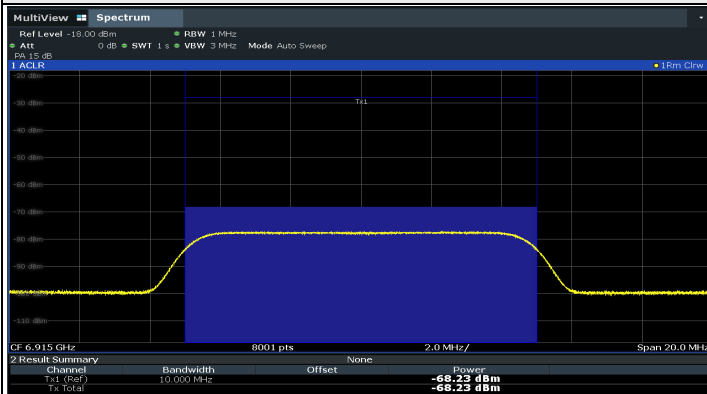 MultiView Spectrum
Ref Level -18.00 dBm RBW 1 MHz
Att 0 dB SWT 1 s VBW 3 MHz Mode Auto Sweep
PA 15 dB
1 ACLR 1Rm Clrw
-20 dBm
Tx1
-30 dBm
-40 dBm
-50 dBm
-60 dBm
-70 dBm
-80 dBm
-90 dBm
-110 dBm
CF 6.915 GHz 8001 pts 2.0 MHz/ Span 20.0 MHz
2 Result Summary None
Channel Bandwidth Offset Power
Tx1 (Ref) 10.000 MHz -68.23 dBm
Tx Total -68.23 dBm